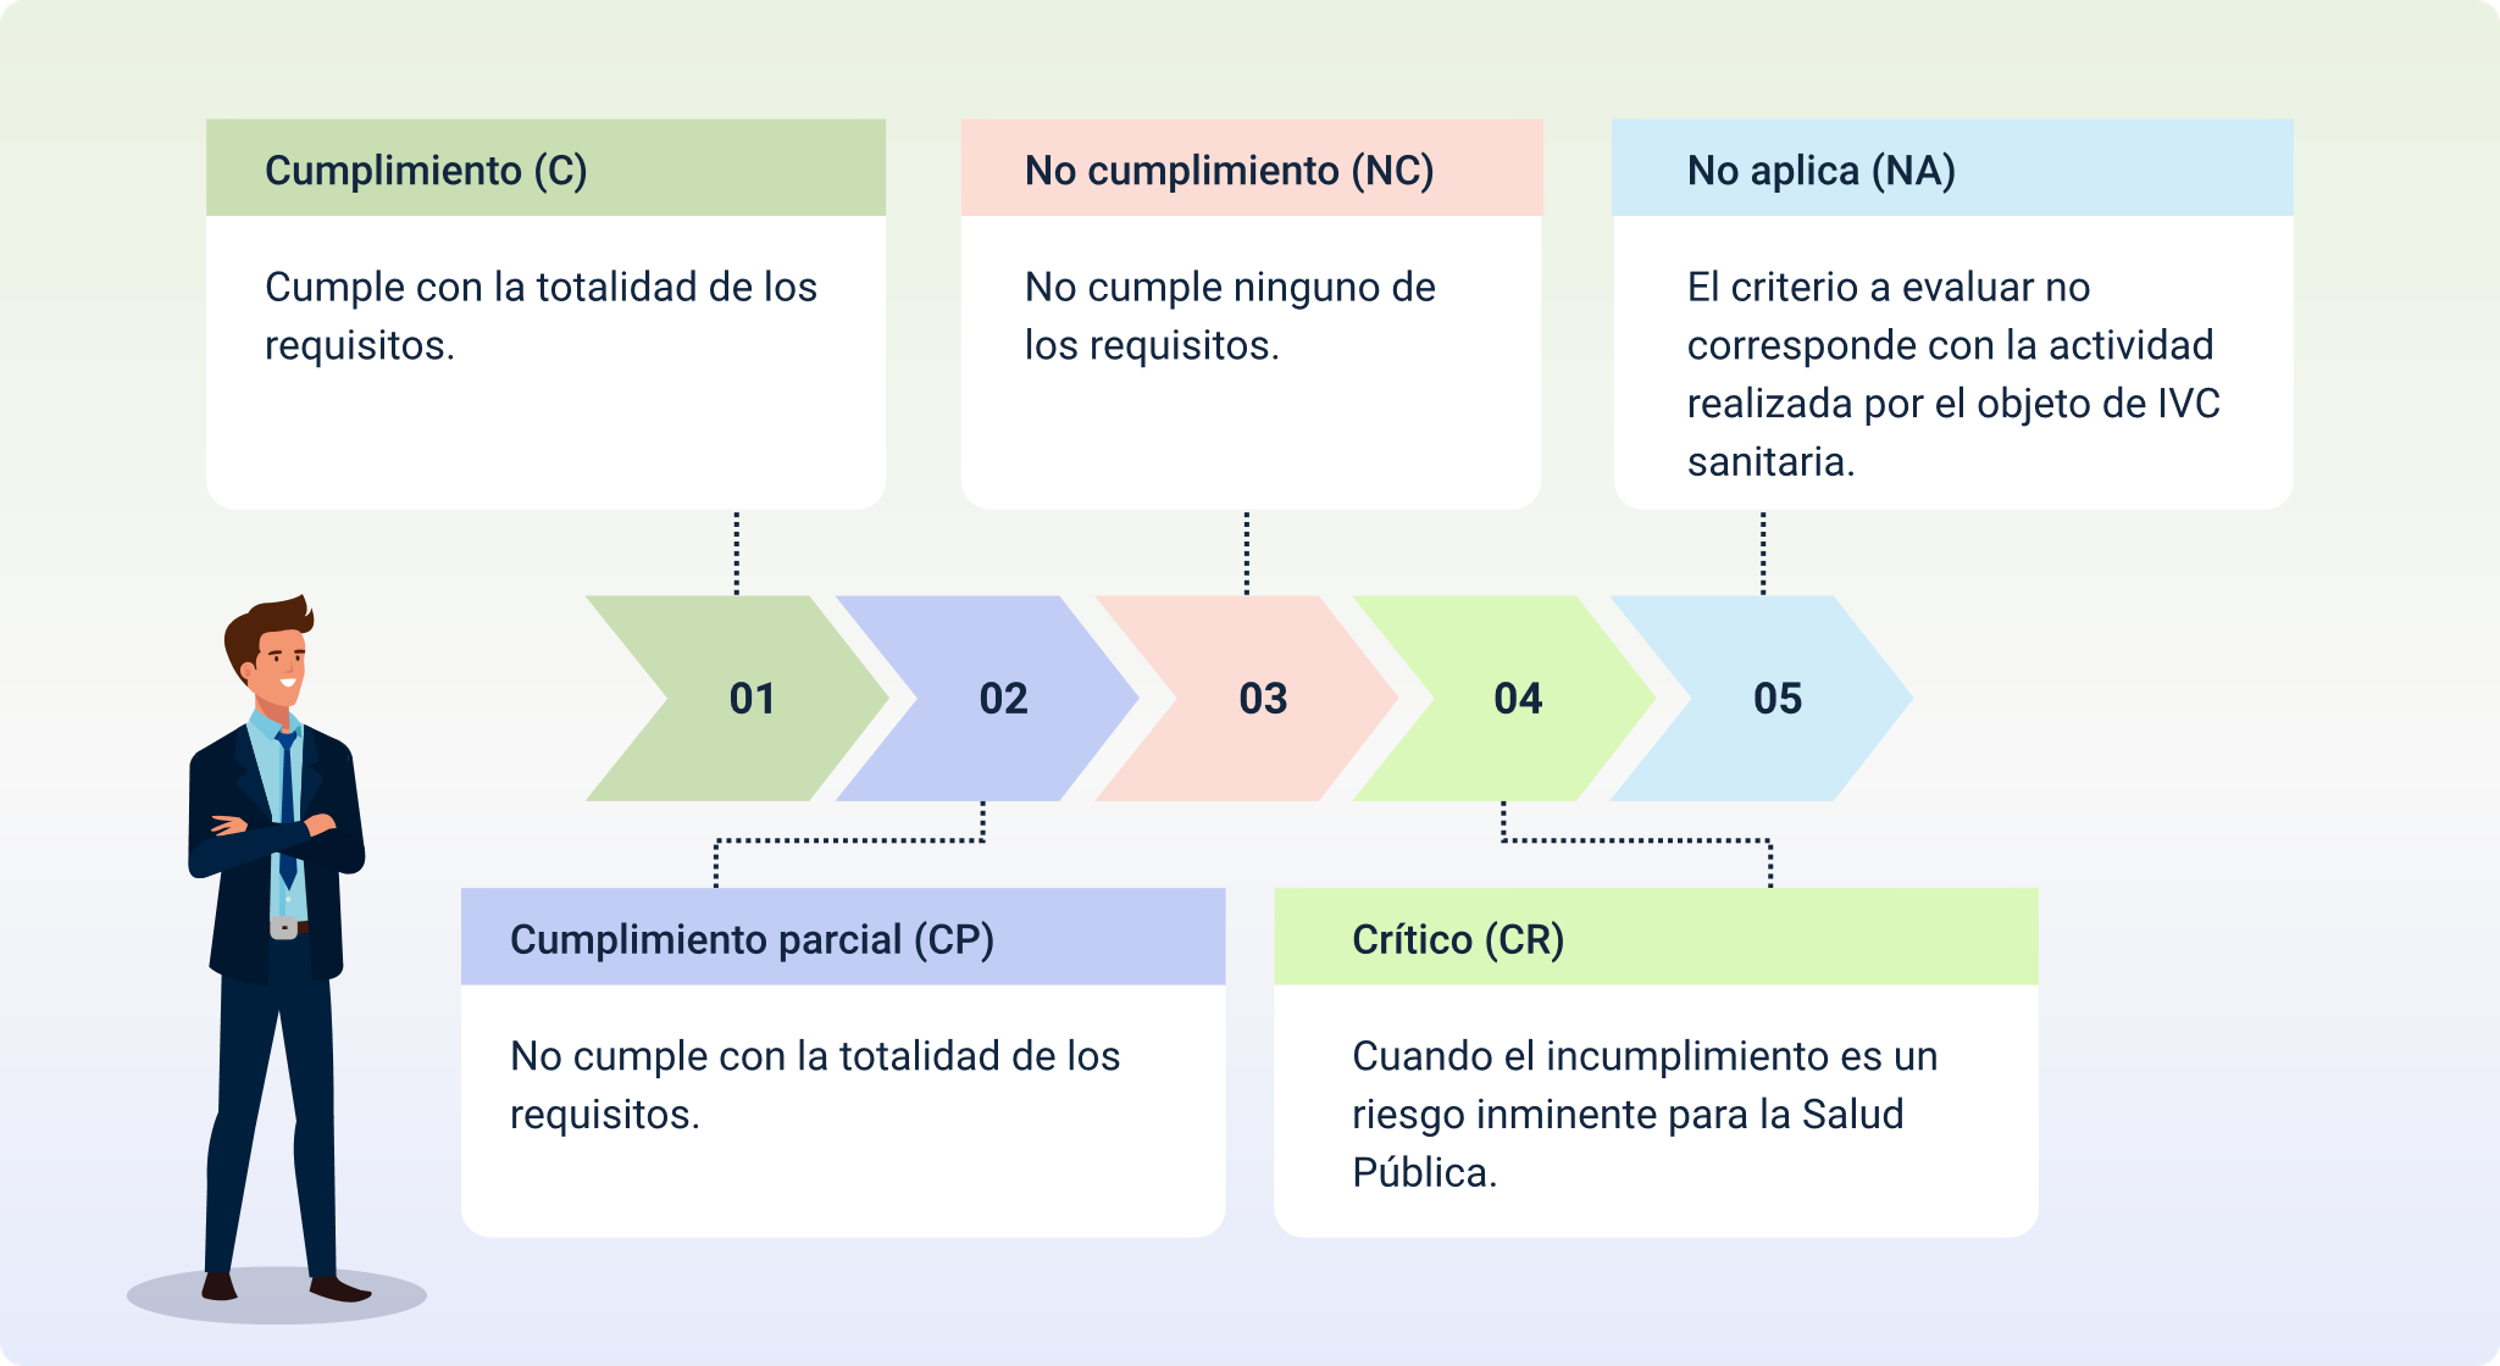 Cumplimiento (C)
Cumple con la totalidad de los
requisitos.
No cumplimiento (NC)
No cumple ninguno de
los requisitos.
No aplica (NA)
El criterio a evaluar no
corresponde con la actividad
realizada por el objeto de IVC
sanitaria.
01
02
03
04
05
Cumplimiento parcial (CP)
No cumple con la totalidad de los
requisitos.
Crítico (CR)
Cuando el incumplimiento es un
riesgo inminente para la Salud
Pública.